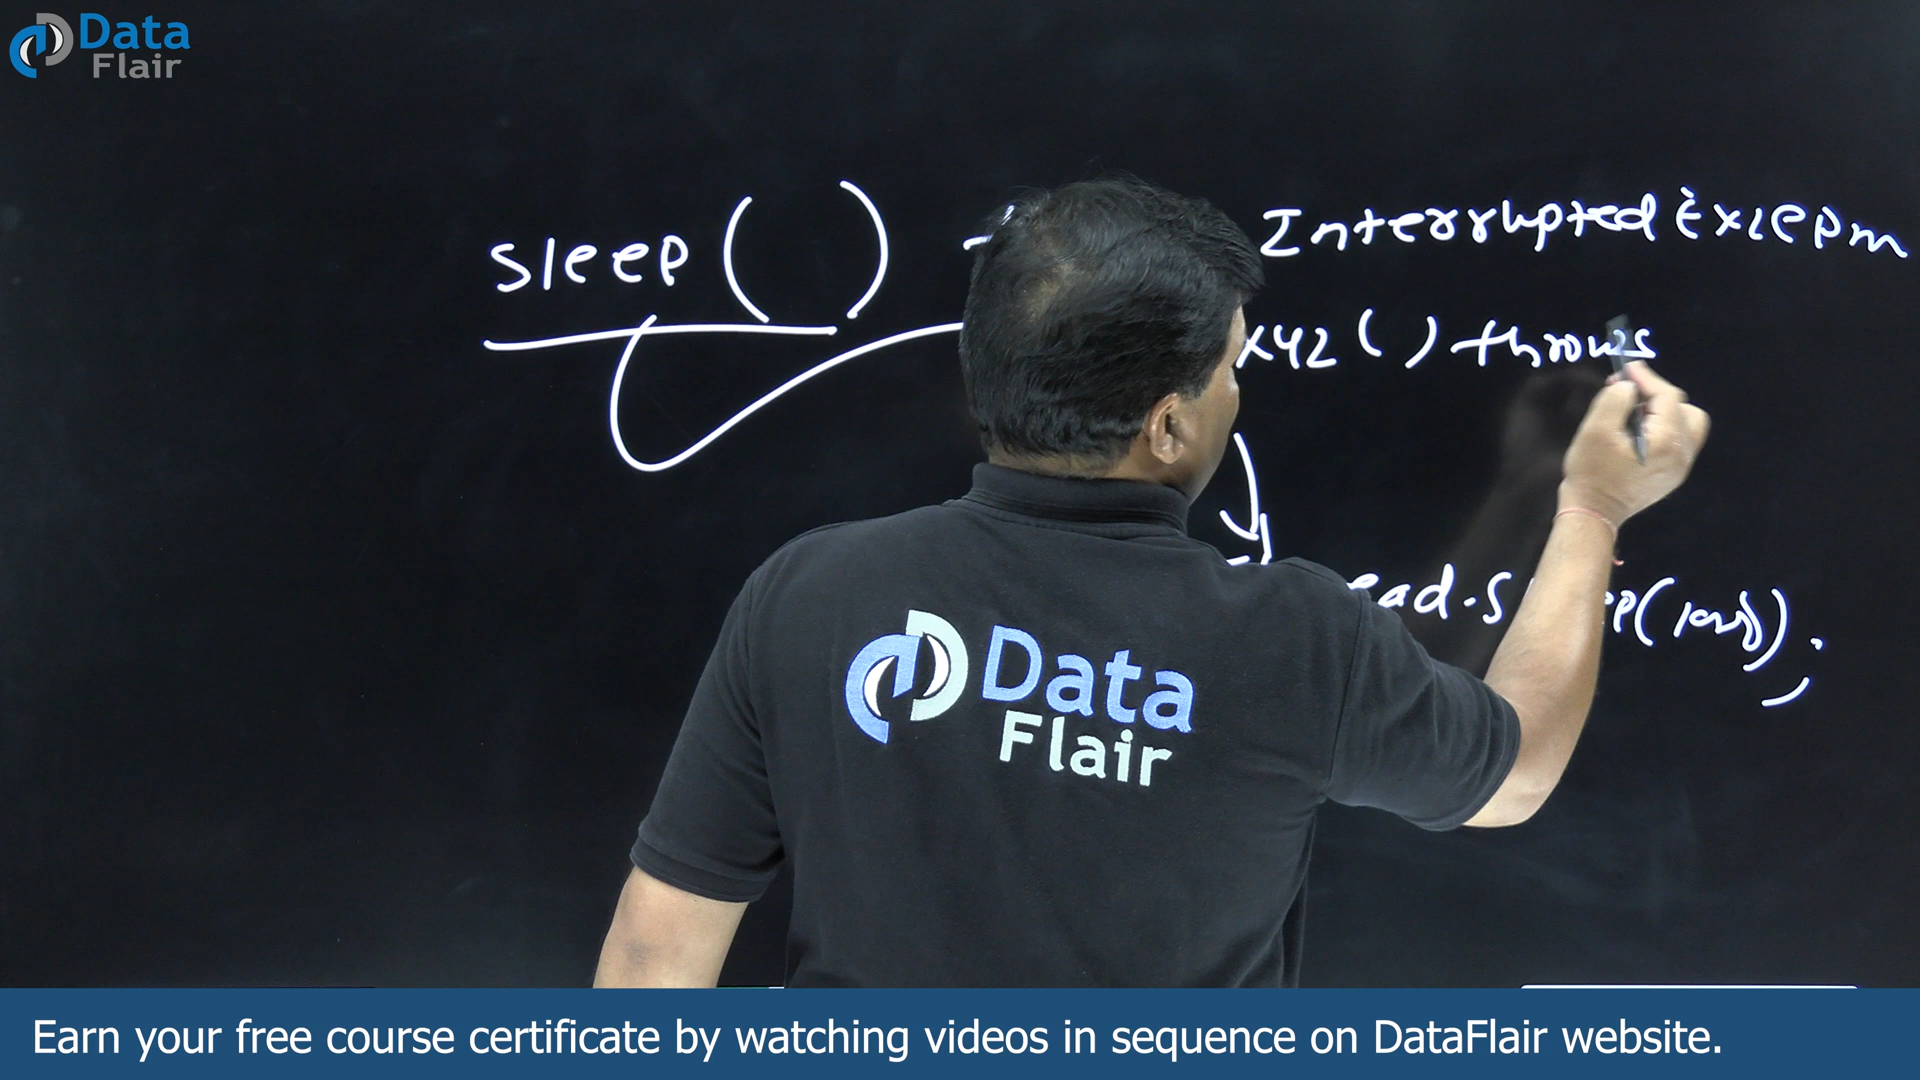 Data
Flair
sleep ( )
Interrupted Excepm
xyz ( ) throws
Data
Flair
Earn your free course certificate by watching videos in sequence on DataFlair website.